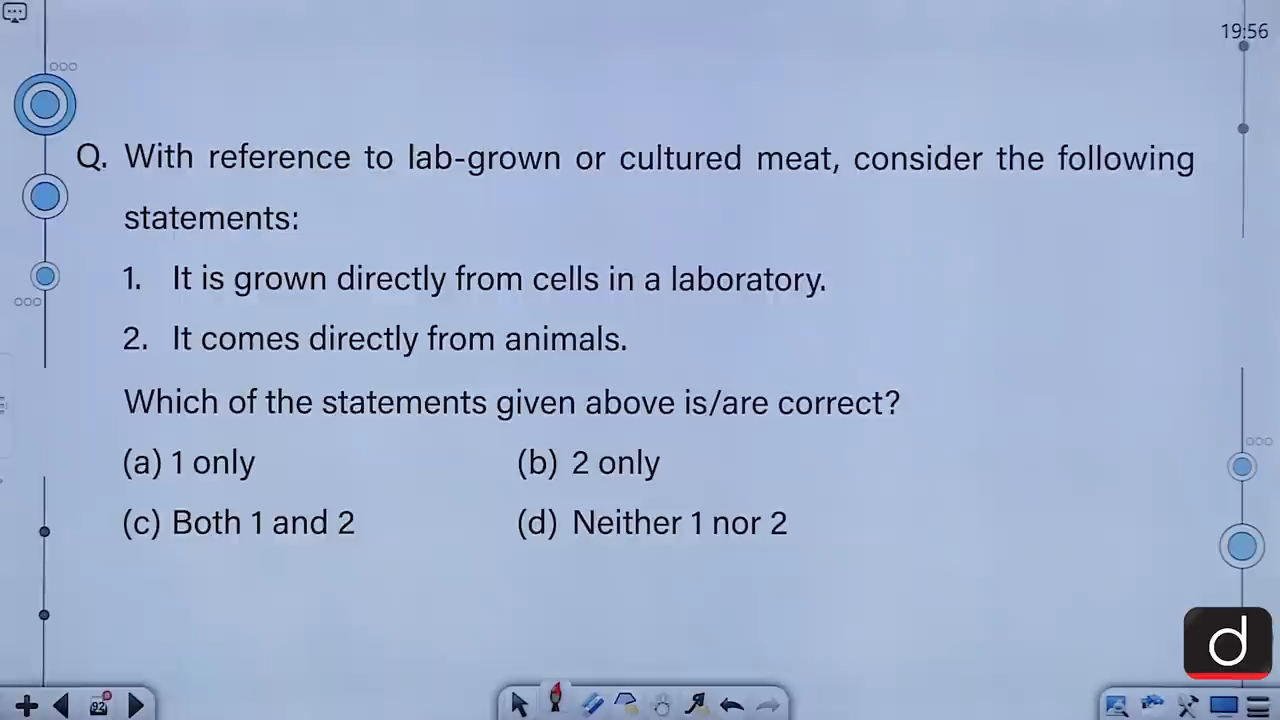 19:56
Q. With reference to lab-grown or cultured meat, consider the following
statements:
1. It is grown directly from cells in a laboratory.
2. It comes directly from animals.
Which of the statements given above is/are correct?
(a) 1 only (b) 2 only
(c) Both 1 and 2 (d) Neither 1 nor 2
d
92